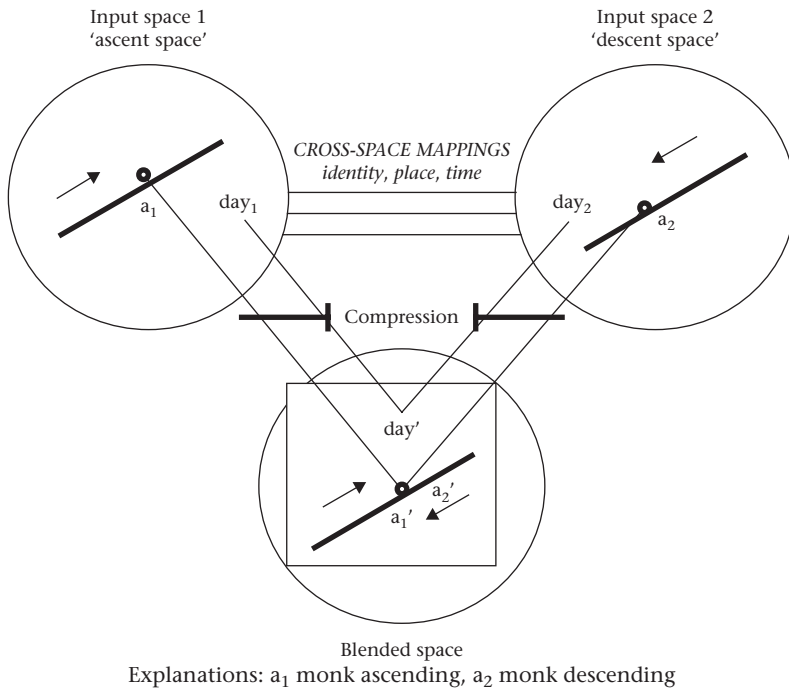 Input space 1
'ascent space'
Input space 2
'descent space'
CROSS-SPACE MAPPINGS
identity, place, time
a₁
day₁
day₂
a₂
Compression
day'
a₂'
a₁'
Blended space
Explanations: a₁ monk ascending, a₂ monk descending